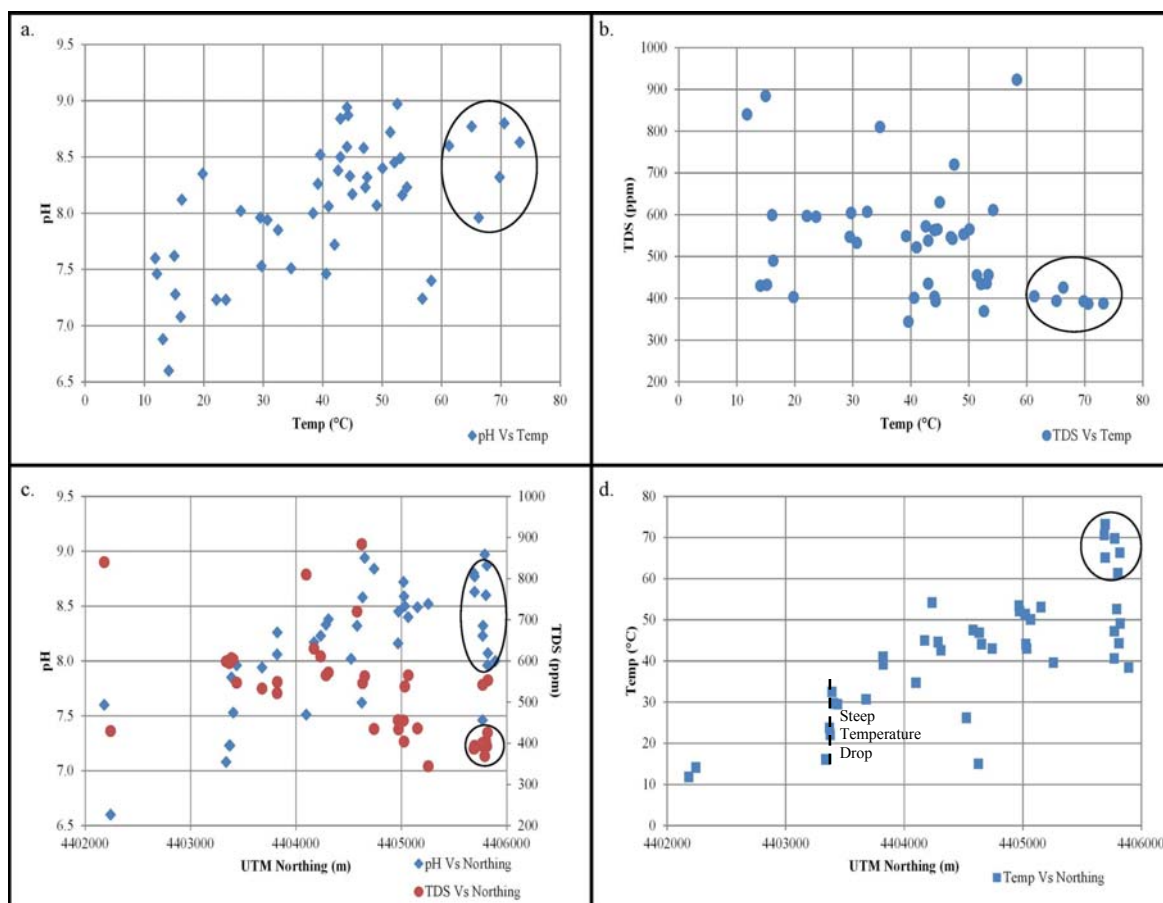 a.
9.5
9.0
8.5
8.0
7.5
7.0
6.5
pH
0 10 20 30 40 50 60 70 80
Temp (°C)
pH Vs Temp
b.
1000
900
800
700
600
500
400
300
200
TDS (ppm)
0 10 20 30 40 50 60 70 80
Temp (°C)
TDS Vs Temp
c.
9.5
9.0
8.5
8.0
7.5
7.0
6.5
pH
1000
900
800
700
600
500
400
300
200
TDS (ppm)
4402000 4403000 4404000 4405000 4406000
UTM Northing (m)
pH Vs Northing
TDS Vs Northing
d.
80
70
60
50
40
30
20
10
0
Temp (°C)
Steep
Temperature
Drop
4402000 4403000 4404000 4405000 4406000
UTM Northing (m)
Temp Vs Northing